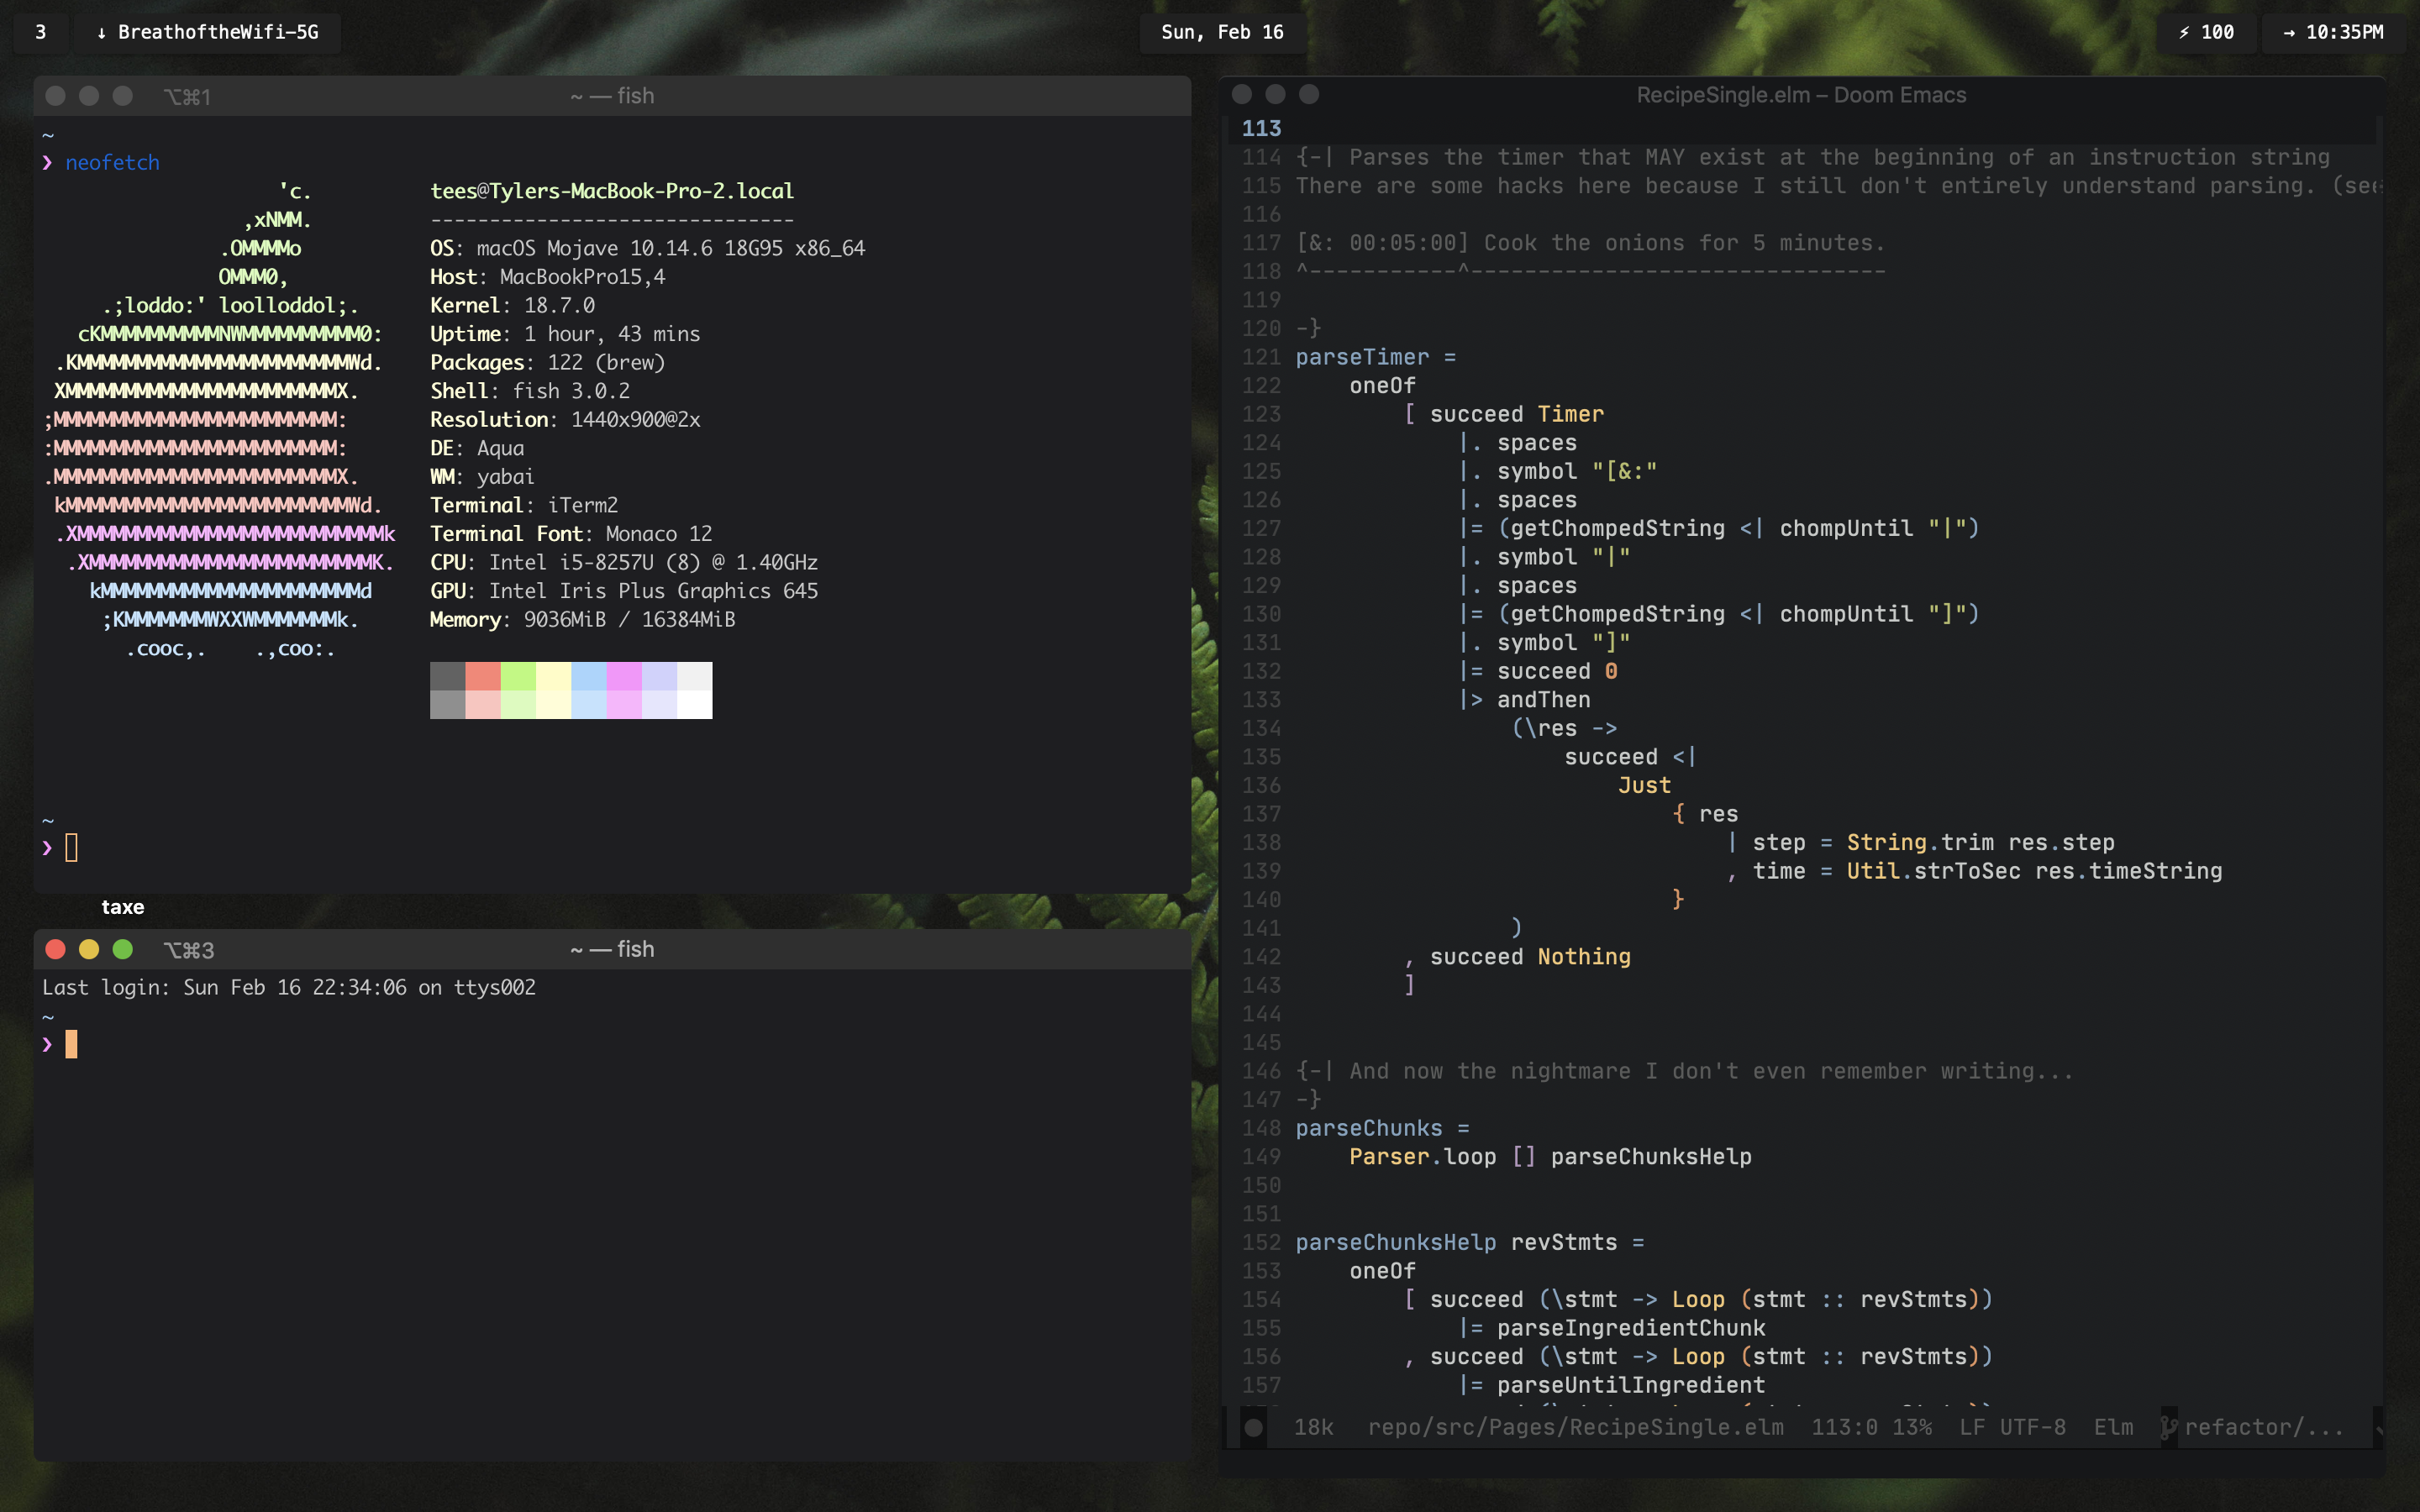 3
↓ BreathoftheWifi-5G
Sun, Feb 16
⚡ 100
→ 10:35PM
⌥⌘1
~ — fish
~
❯ neofetch
'c.
,xNMM.
.OMMMMo
OMMM0,
.;loddo:' loolloddol;.
cKMMMMMMMMMMNWMMMMMMMMMM0:
.KMMMMMMMMMMMMMMMMMMMMMMMWd.
XMMMMMMMMMMMMMMMMMMMMMMMX.
;MMMMMMMMMMMMMMMMMMMMMMMM:
:MMMMMMMMMMMMMMMMMMMMMMMM:
.MMMMMMMMMMMMMMMMMMMMMMMMX.
kMMMMMMMMMMMMMMMMMMMMMMMMWd.
.XMMMMMMMMMMMMMMMMMMMMMMMMMMk
.XMMMMMMMMMMMMMMMMMMMMMMMMK.
kMMMMMMMMMMMMMMMMMMMMMMd
;KMMMMMMMWXXWMMMMMMMk.
.cooc,.    .,coo:.
tees@Tylers-MacBook-Pro-2.local
-------------------------------
OS: macOS Mojave 10.14.6 18G95 x86_64
Host: MacBookPro15,4
Kernel: 18.7.0
Uptime: 1 hour, 43 mins
Packages: 122 (brew)
Shell: fish 3.0.2
Resolution: 1440x900@2x
DE: Aqua
WM: yabai
Terminal: iTerm2
Terminal Font: Monaco 12
CPU: Intel i5-8257U (8) @ 1.40GHz
GPU: Intel Iris Plus Graphics 645
Memory: 9036MiB / 16384MiB
~
❯
taxe
⌥⌘3
~ — fish
Last login: Sun Feb 16 22:34:06 on ttys002
~
❯
RecipeSingle.elm – Doom Emacs
113
114 {-| Parses the timer that MAY exist at the beginning of an instruction string
115 There are some hacks here because I still don't entirely understand parsing. (see
116
117 [&: 00:05:00] Cook the onions for 5 minutes.
118 ^-----------^-------------------------------
119
120 -}
121 parseTimer =
122     oneOf
123         [ succeed Timer
124             |. spaces
125             |. symbol "[&:"
126             |. spaces
127             |= (getChompedString <| chompUntil "|")
128             |. symbol "|"
129             |. spaces
130             |= (getChompedString <| chompUntil "]")
131             |. symbol "]"
132             |= succeed 0
133             |> andThen
134                 (\res ->
135                     succeed <|
136                         Just
137                             { res
138                                 | step = String.trim res.step
139                                 , time = Util.strToSec res.timeString
140                             }
141                 )
142         , succeed Nothing
143         ]
144
145
146 {-| And now the nightmare I don't even remember writing...
147 -}
148 parseChunks =
149     Parser.loop [] parseChunksHelp
150
151
152 parseChunksHelp revStmts =
153     oneOf
154         [ succeed (\stmt -> Loop (stmt :: revStmts))
155             |= parseIngredientChunk
156         , succeed (\stmt -> Loop (stmt :: revStmts))
157             |= parseUntilIngredient
18k repo/src/Pages/RecipeSingle.elm 113:0 13% LF UTF-8 Elm refactor/...